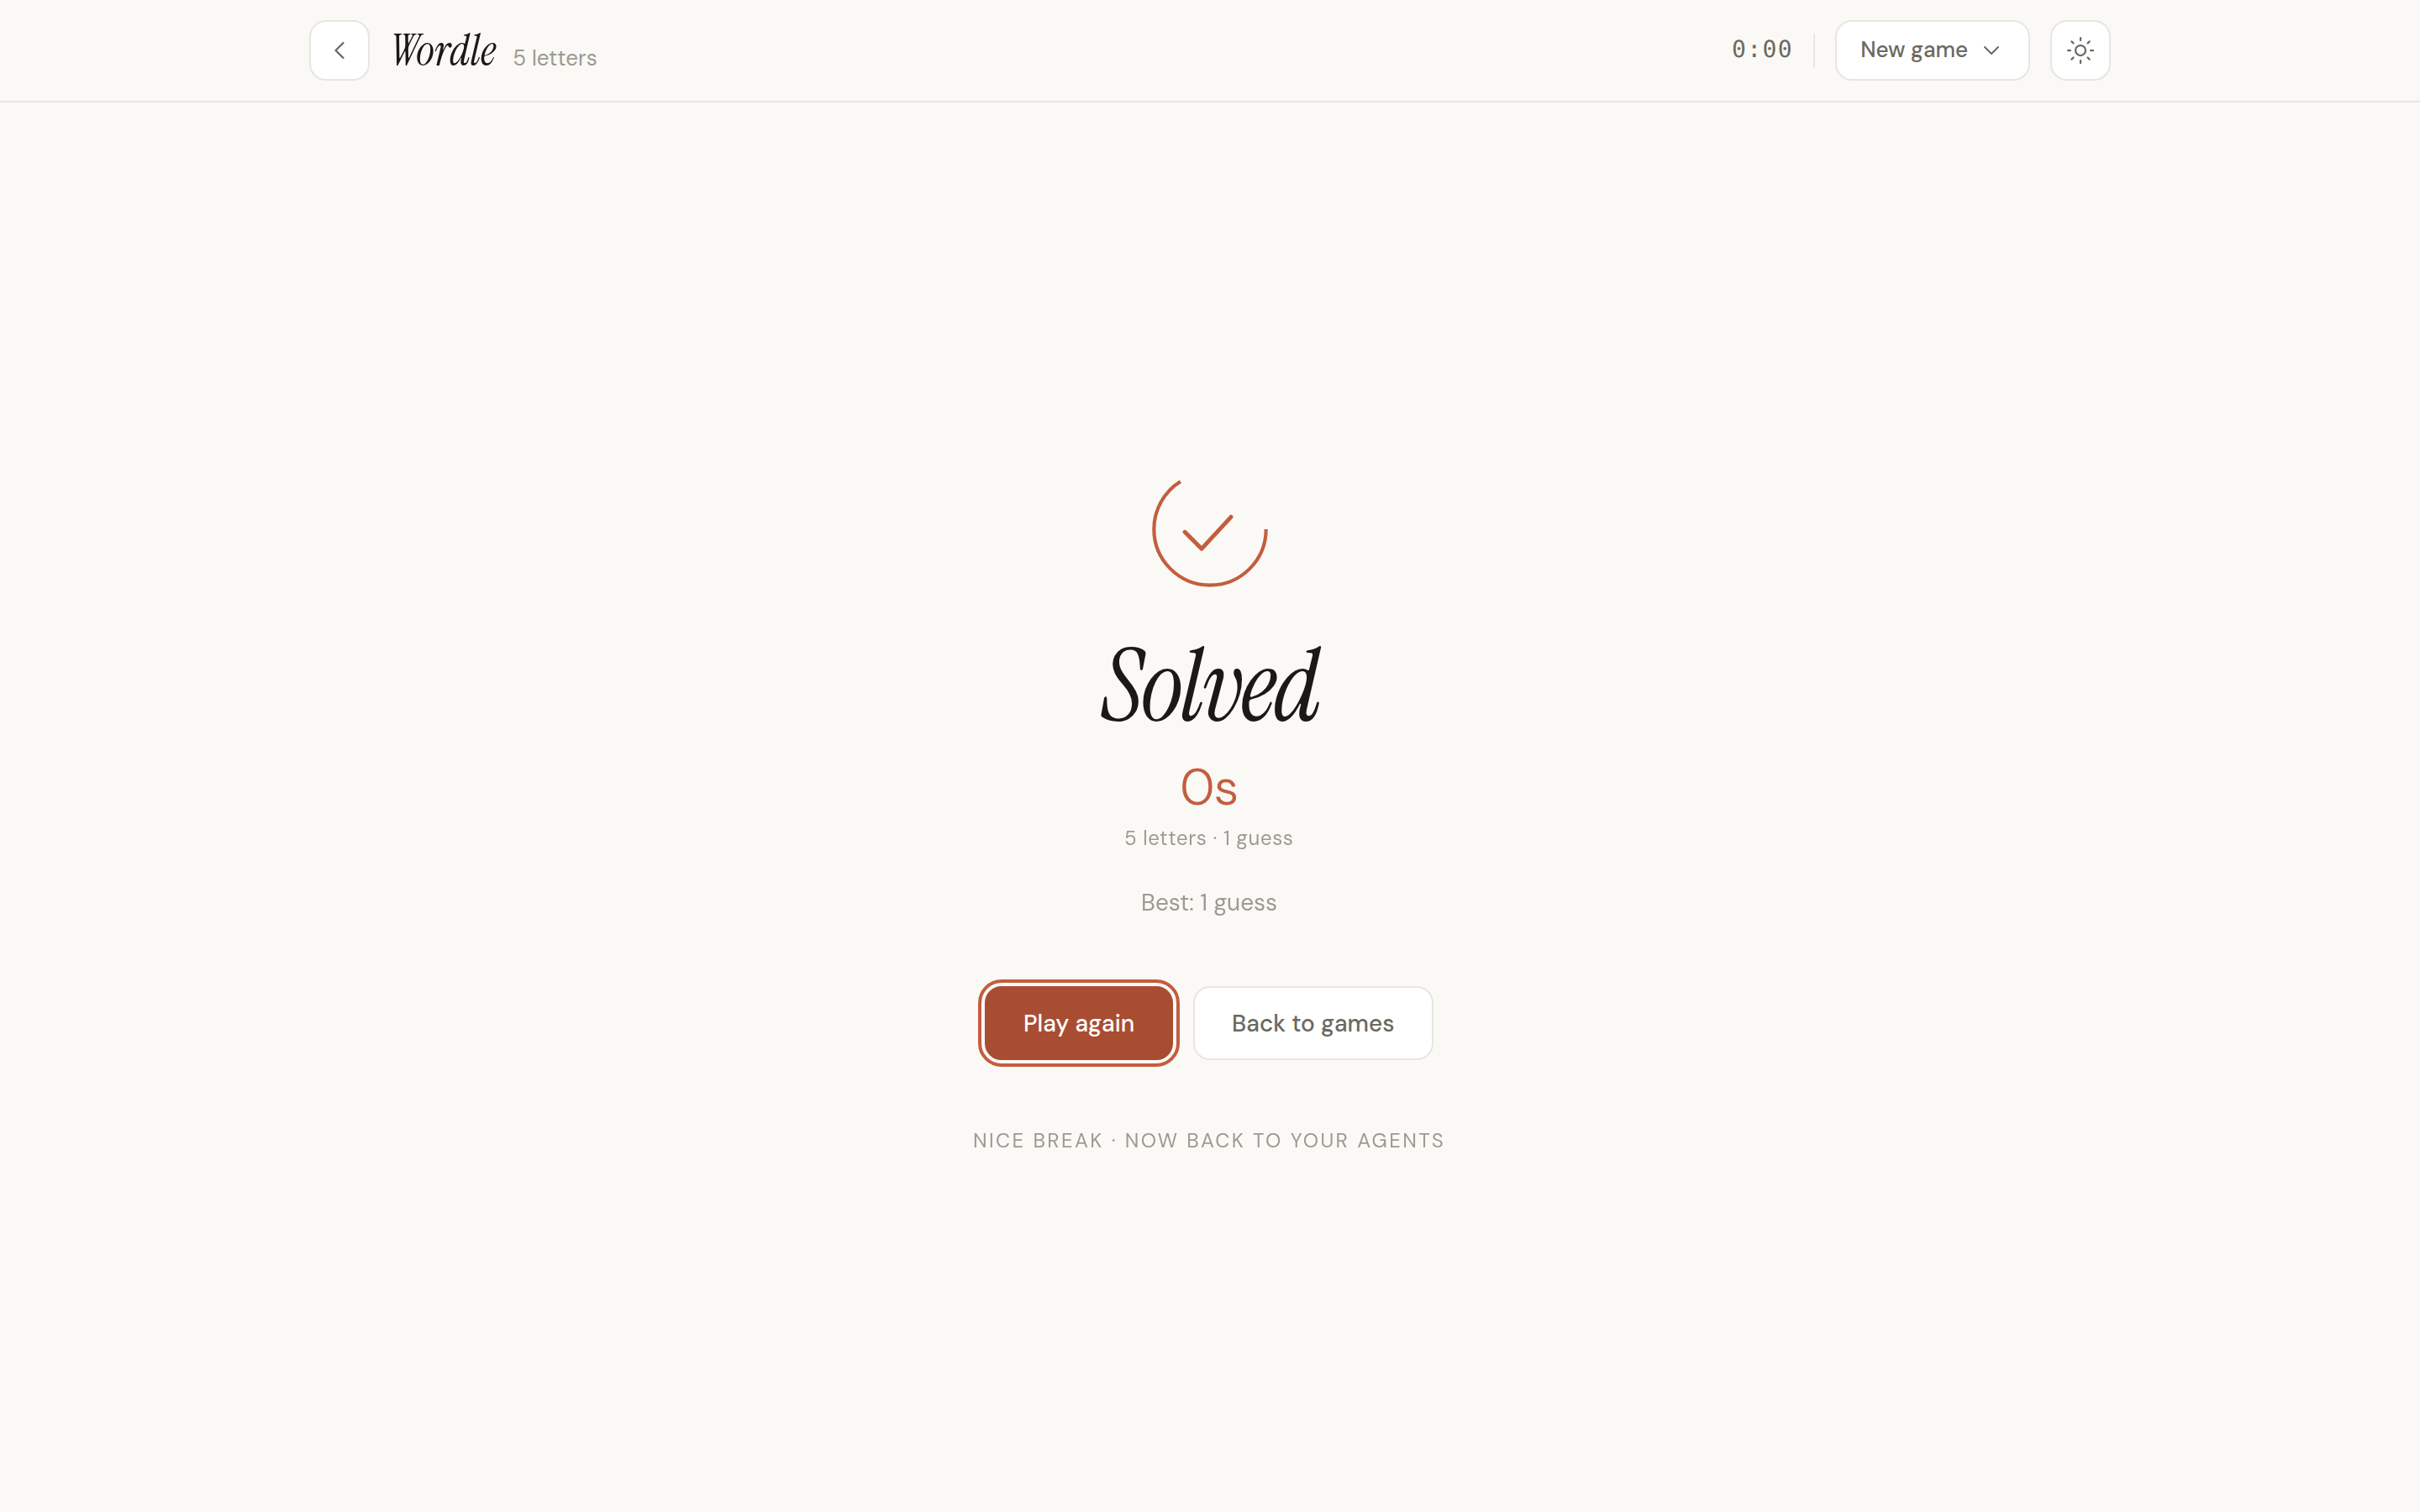 Wordle 5 letters 0:00 New game
Solved
0s
5 letters · 1 guess
Best: 1 guess
Play again Back to games
NICE BREAK · NOW BACK TO YOUR AGENTS